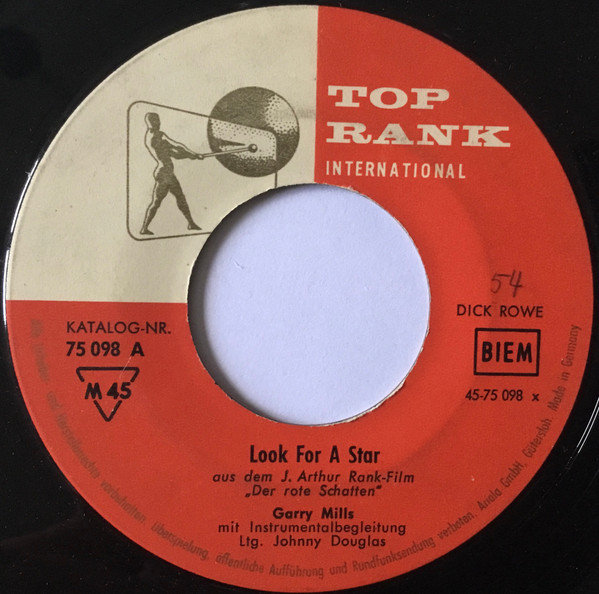 TOP
RANK
INTERNATIONAL
54
DICK ROWE
KATALOG-NR.
75 098 A
M 45
BIEM
45-75 098 x
Look For A Star
aus dem J. Arthur Rank-Film
„Der rote Schatten“
Garry Mills
mit Instrumentalbegleitung
Ltg. Johnny Douglas
vorbehalten. Überspielung, öffentliche Aufführung und Rundfunksendung verboten. Ariola GmbH, Gütersloh. Made in Germany